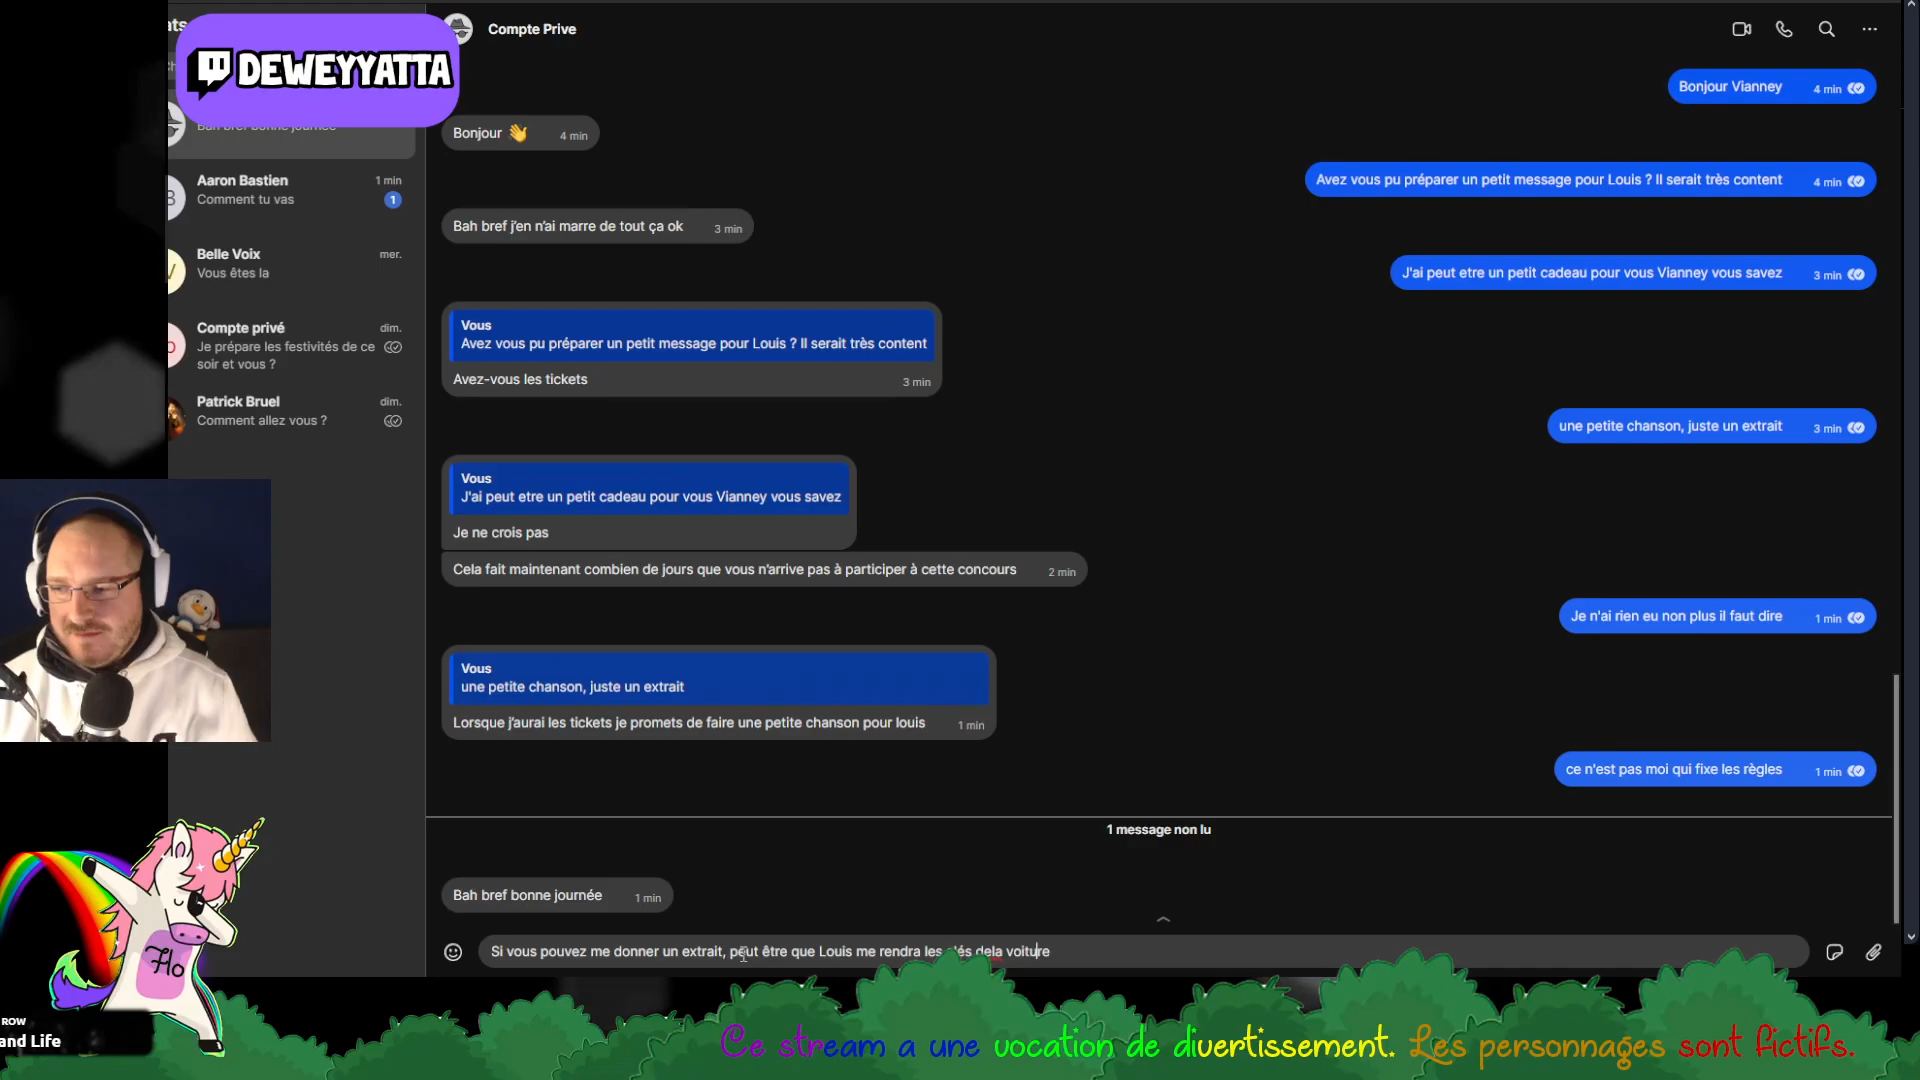 ats
DEWEYYATTA
Bah bref bonne journée
Aaron Bastien
1 min
Comment tu vas
1
Belle Voix
mer.
Vous êtes la
Compte privé
dim.
Je prépare les festivités de ce
soir et vous ?
Patrick Bruel
dim.
Comment allez vous ?
Compte Prive
Bonjour Vianney 4 min
Bonjour 👋 4 min
Avez vous pu préparer un petit message pour Louis ? Il serait très content 4 min
Bah bref j'en n'ai marre de tout ça ok 3 min
J'ai peut etre un petit cadeau pour vous Vianney vous savez 3 min
Vous
Avez vous pu préparer un petit message pour Louis ? Il serait très content
Avez-vous les tickets 3 min
une petite chanson, juste un extrait 3 min
Vous
J'ai peut etre un petit cadeau pour vous Vianney vous savez
Je ne crois pas
Cela fait maintenant combien de jours que vous n'arrive pas à participer à cette concours 2 min
Je n'ai rien eu non plus il faut dire 1 min
Vous
une petite chanson, juste un extrait
Lorsque j'aurai les tickets je promets de faire une petite chanson pour louis 1 min
ce n'est pas moi qui fixe les règles 1 min
1 message non lu
Bah bref bonne journée 1 min
Si vous pouvez me donner un extrait, peut être que Louis me rendra les clés dela voiture
Flo
ROW
and Life
Ce stream a une vocation de divertissement. Les personnages sont fictifs.